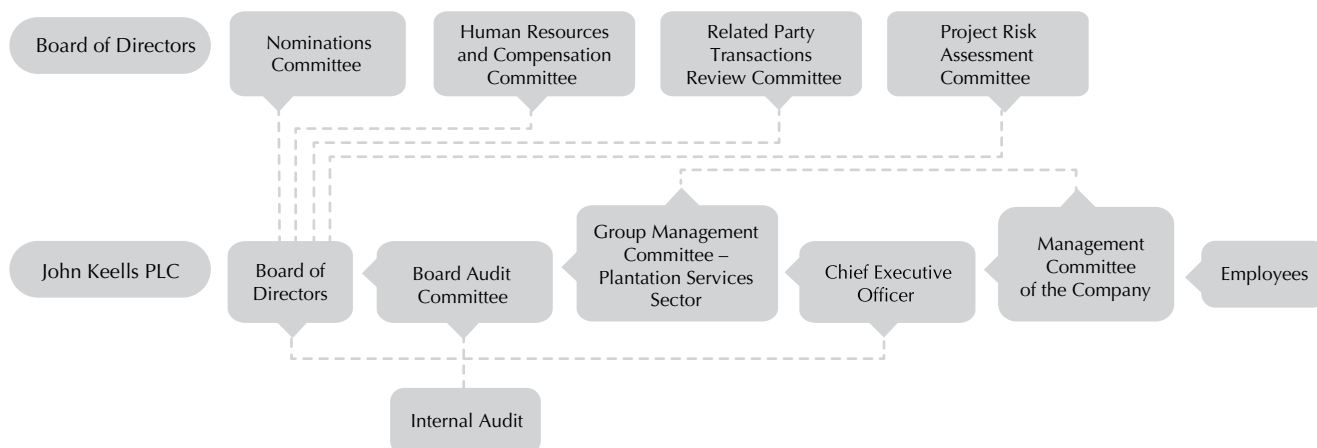 Board of Directors
Nominations
Committee
Human Resources
and Compensation
Committee
Related Party
Transactions
Review Committee
Project Risk
Assessment
Committee
John Keells PLC
Board of
Directors
Board Audit
Committee
Group Management
Committee –
Plantation Services
Sector
Chief Executive
Officer
Management
Committee
of the Company
Employees
Internal Audit